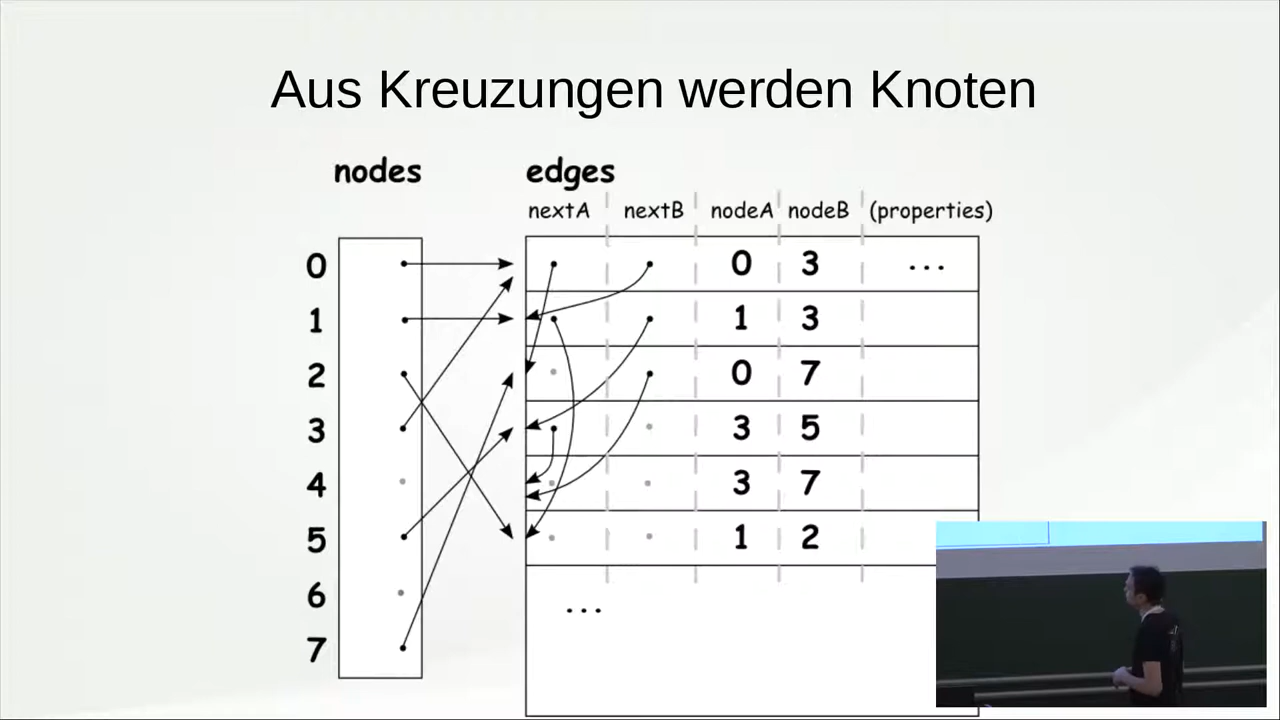 Aus Kreuzungen werden Knoten
nodes
edges
nextA nextB nodeA nodeB (properties)
0 0 3 ...
1 1 3
2 0 7
3 3 5
4 3 7
5 1 2
6 ...
7